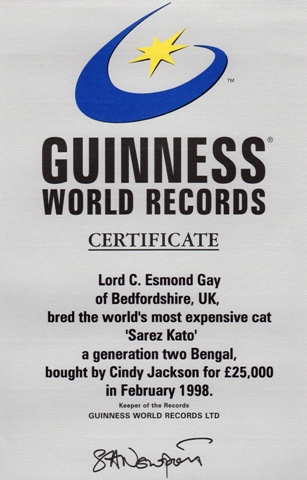 ™
GUINNESS®
WORLD RECORDS
CERTIFICATE
Lord C. Esmond Gay
of Bedfordshire, UK,
bred the world's most expensive cat
'Sarez Kato'
a generation two Bengal,
bought by Cindy Jackson for £25,000
in February 1998.
Keeper of the Records
GUINNESS WORLD RECORDS LTD